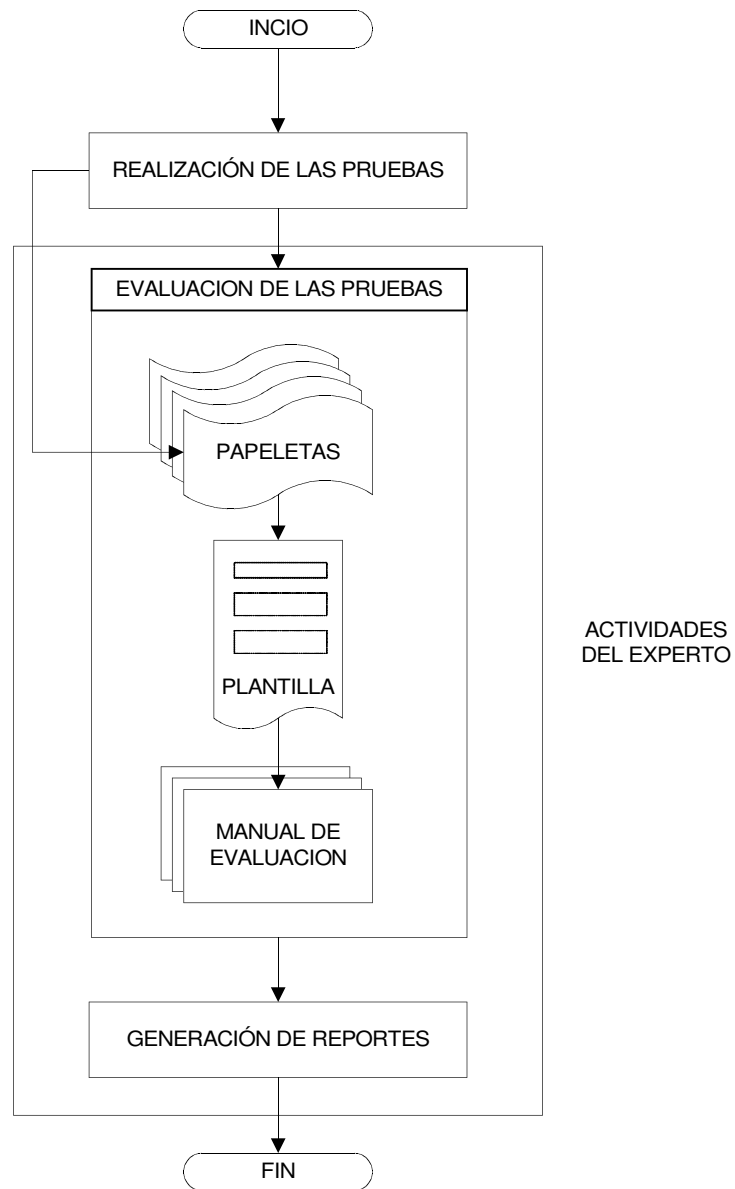 INCIO
REALIZACIÓN DE LAS PRUEBAS
EVALUACION DE LAS PRUEBAS
PAPELETAS
PLANTILLA
MANUAL DE
EVALUACION
ACTIVIDADES
DEL EXPERTO
GENERACIÓN DE REPORTES
FIN